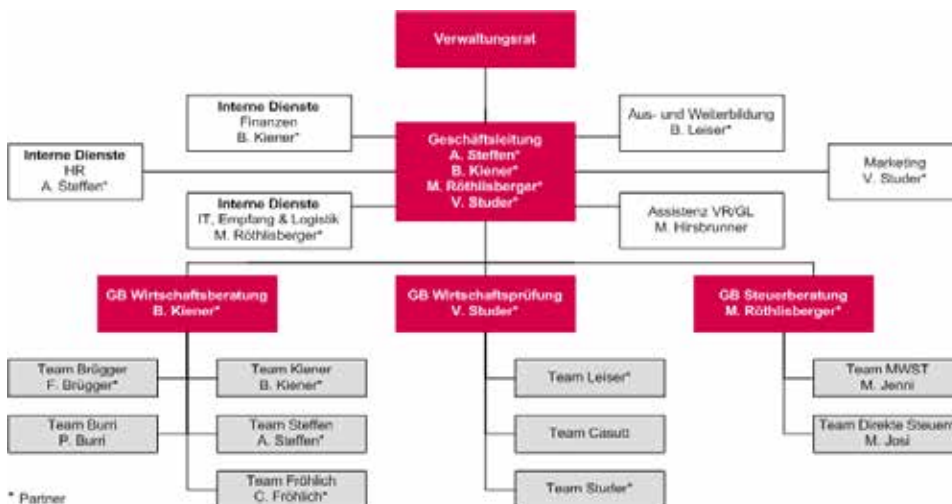 Verwaltungsrat
Interne Dienste
Finanzen
B. Kiener*
Aus- und Weiterbildung
B. Leiser*
Geschäftsleitung
A. Steffen*
B. Kiener*
M. Röthlisberger*
V. Studer*
Interne Dienste
HR
A. Steffen*
Marketing
V. Studer*
Interne Dienste
IT, Empfang & Logistik
M. Röthlisberger*
Assistenz VR/GL
M. Hirsbrunner
GB Wirtschaftsberatung
B. Kiener*
GB Wirtschaftsprüfung
V. Studer*
GB Steuerberatung
M. Röthlisberger*
Team Brügger
F. Brügger*
Team Kiener
B. Kiener*
Team Leiser*
Team MWST
M. Jenni
Team Burri
P. Burri
Team Steffen
A. Steffen*
Team Casutt
Team Direkte Steuern
M. Josi
Team Fröhlich
C. Fröhlich*
Team Studer*
* Partner